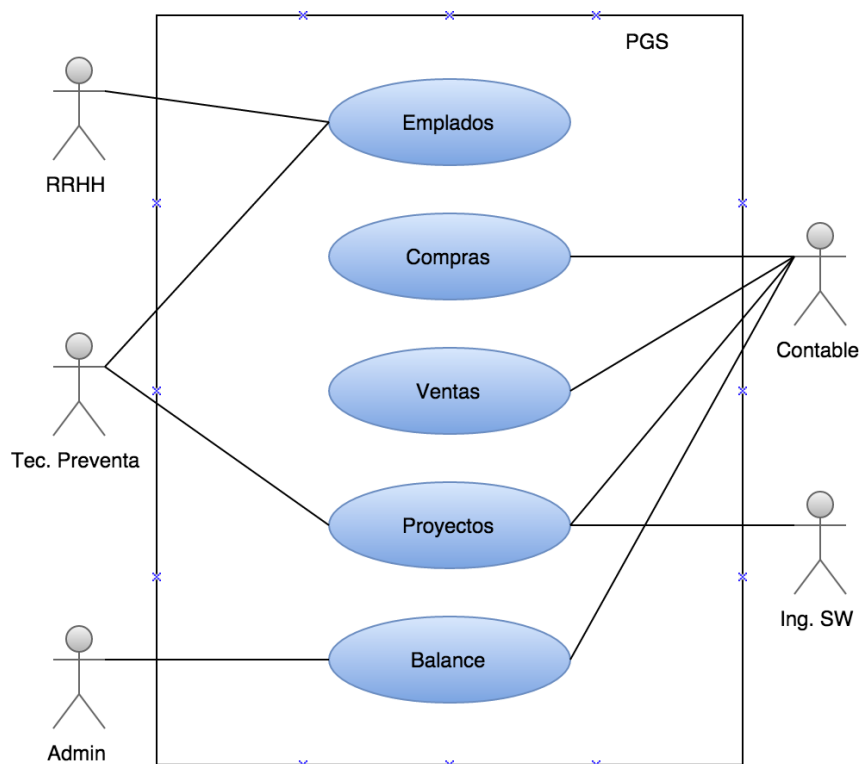 PGS
RRHH
Emplados
Compras
Contable
Tec. Preventa
Ventas
Proyectos
Ing. SW
Balance
Admin